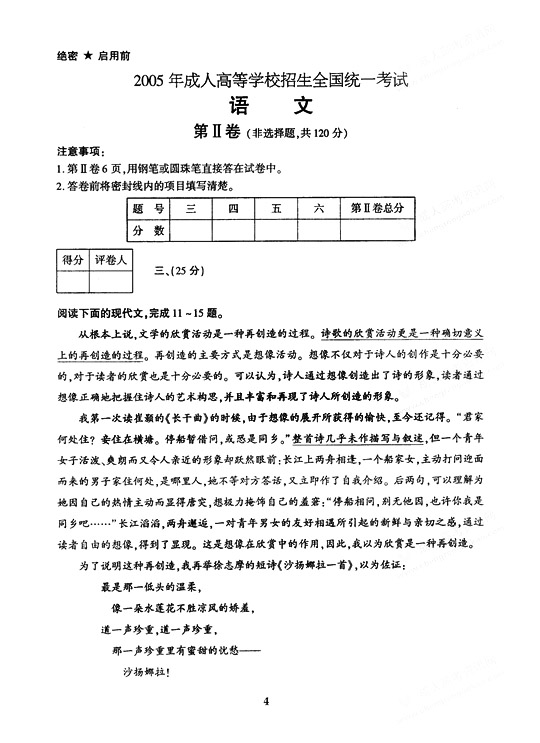 绝密 ★ 启用前
2005 年成人高等学校招生全国统一考试
语 文
第Ⅱ卷 (非选择题,共 120 分)
注意事项:
1. 第Ⅱ卷 6 页,用钢笔或圆珠笔直接答在试卷中。
2. 答卷前将密封线内的项目填写清楚。
题 号 三 四 五 六 第Ⅱ卷总分
分 数
得分 评卷人
三、(25 分)
阅读下面的现代文,完成 11 ~ 15 题。
从根本上说,文学的欣赏活动是一种再创造的过程。诗歌的欣赏活动更是一种确切意义
上的再创造的过程。再创造的主要方式是想像活动。想像不仅对于诗人的创作是十分必要
的,对于读者的欣赏也是十分必要的。可以认为,诗人通过想像创造出了诗的形象,读者通过
想像正确地把握住诗人的艺术构思,并且丰富和再现了诗人所创造的形象。
我第一次读崔颢的《长干曲》的时候,由于想像的展开所获得的愉快,至今还记得。“君家
何处住? 妾住在横塘。停船暂借问,或恐是同乡。”整首诗几乎未作描写与叙述,但一个青年
女子活泼、爽朗而又令人亲近的形象却跃然眼前:长江上两舟相逢,一个船家女,主动打问迎面
而来的男子家住何处,是哪里人,她不等对方答话,又立即作了自我介绍。后两句,可以理解为
她因自己的热情主动而显得唐突,想极力掩饰自己的羞窘:“停船相问,别无他因,也许你我是
同乡吧……”长江滔滔,两舟邂逅,一对青年男女的友好相遇所引起的新鲜与亲切之感,通过
读者自由的想像,得到了显现。这是想像在欣赏中的作用,因此,我以为欣赏是一种再创造。
为了说明这种再创造,我再举徐志摩的短诗《沙扬娜拉一首》,以为佐证:
最是那一低头的温柔,
像一朵水莲花不胜凉风的娇羞,
道一声珍重,道一声珍重,
那一声珍重里有蜜甜的忧愁——
沙扬娜拉!
4